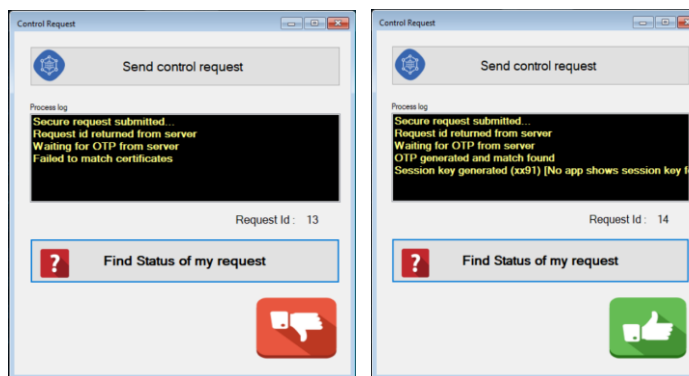 Control Request
Send control request
Process log
Secure request submitted...
Request id returned from server
Waiting for OTP from server
Failed to match certificates
Request Id : 13
?
Find Status of my request
Control Request
Send control request
Process log
Secure request submitted...
Request id returned from server
Waiting for OTP from server
OTP generated and match found
Session key generated (xx91) [No app shows session key f
Request Id : 14
?
Find Status of my request